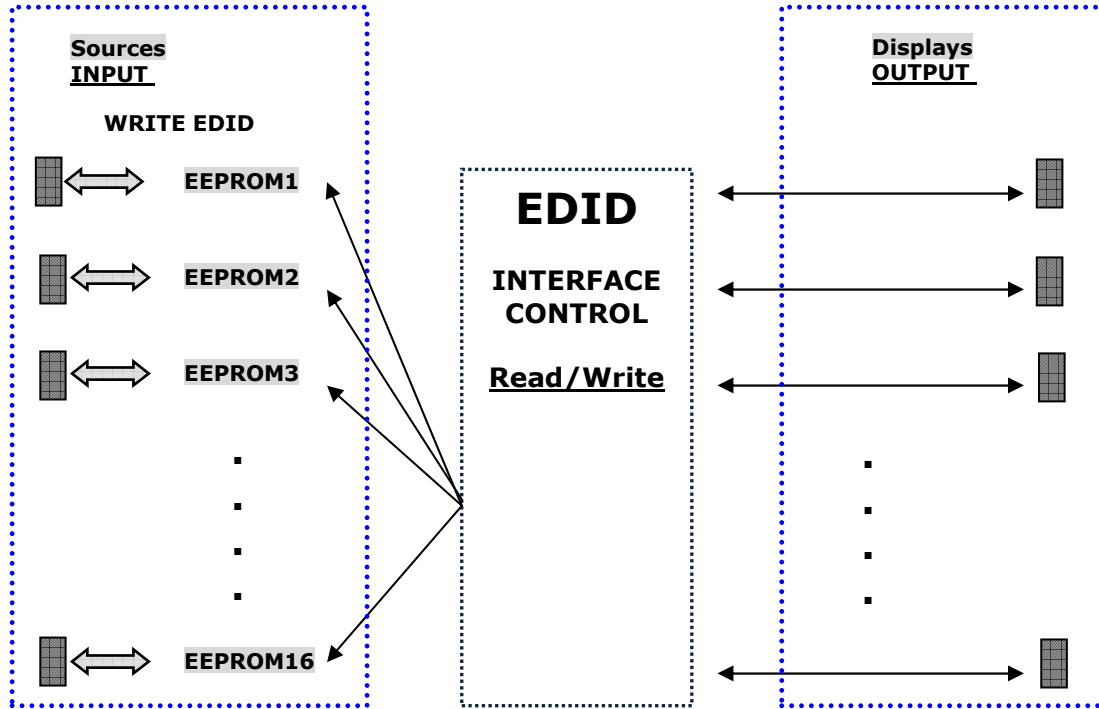 Sources
INPUT
WRITE EDID
EEPROM1
EEPROM2
EEPROM3
EEPROM16
EDID
INTERFACE
CONTROL
Read/Write
Displays
OUTPUT